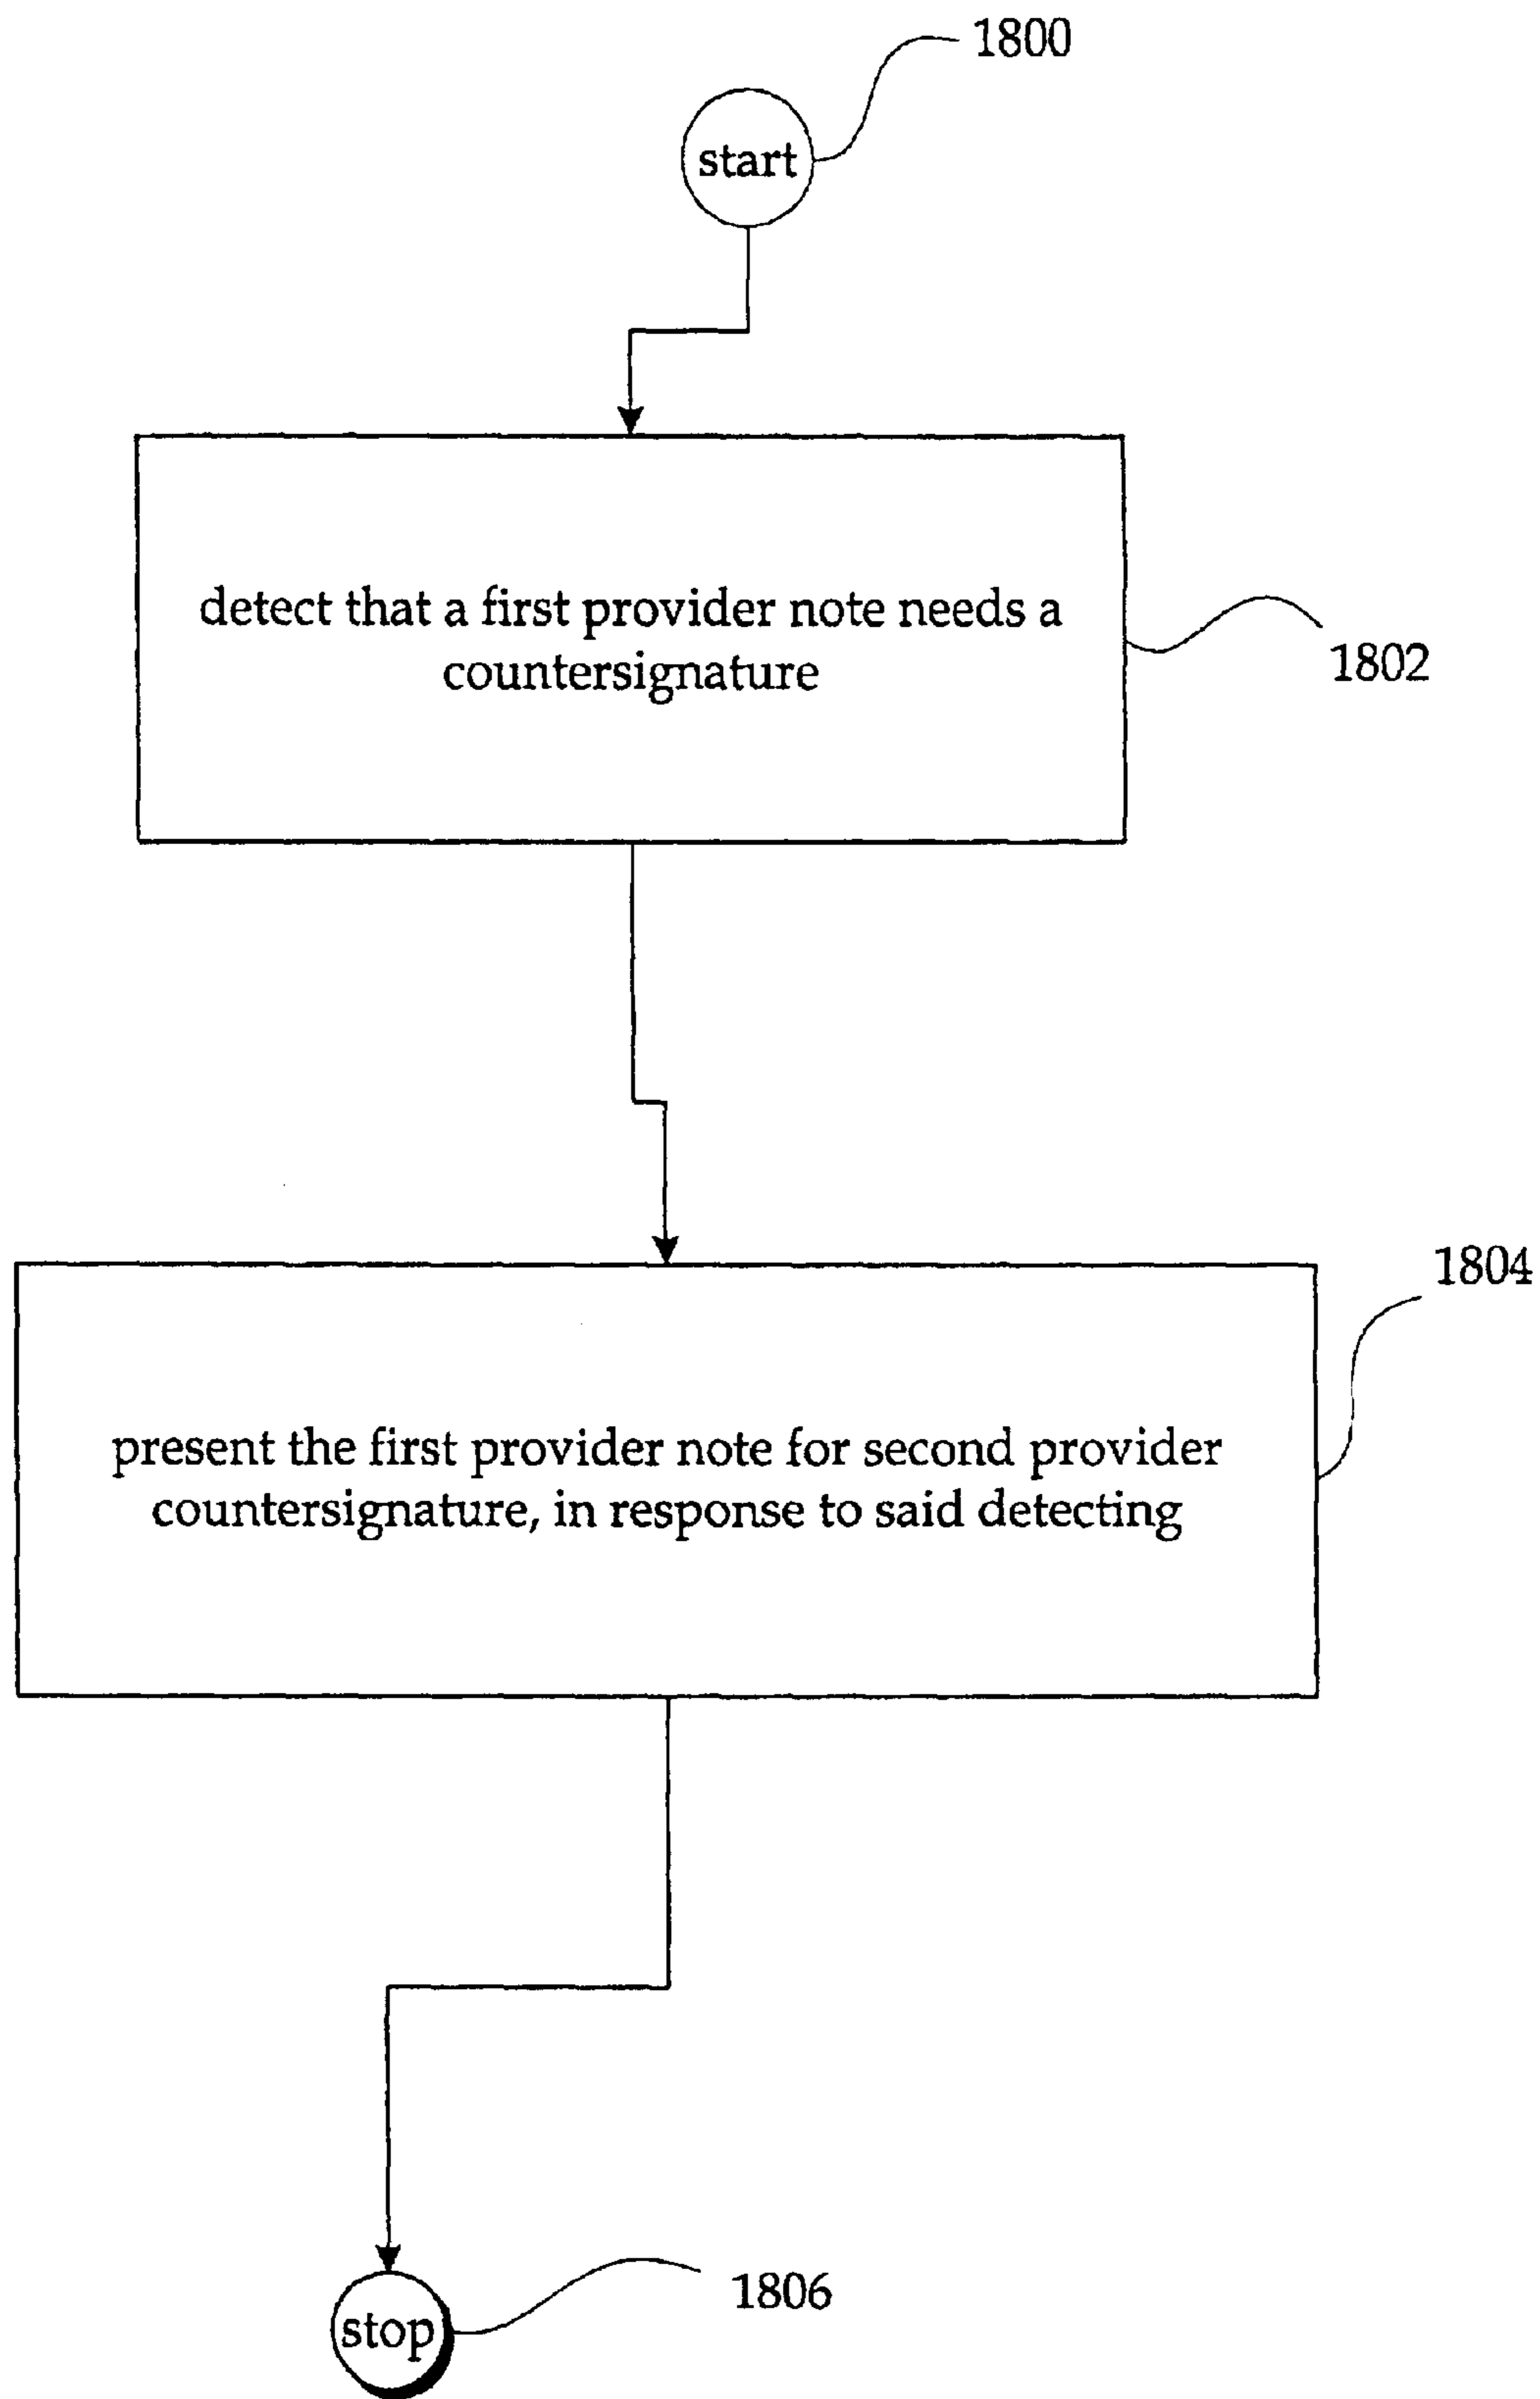 1800
start
detect that a first provider note needs a
countersignature
1802
1804
present the first provider note for second provider
countersignature, in response to said detecting
1806
stop